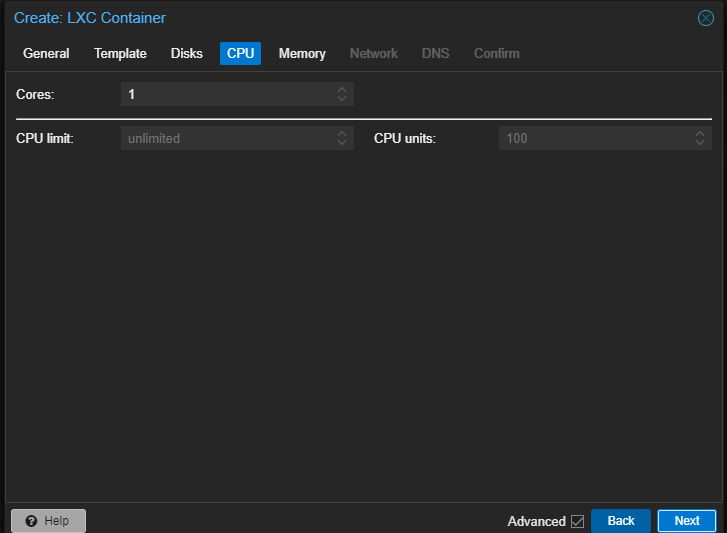 Create: LXC Container
General Template Disks CPU Memory Network DNS Confirm
Cores: 1
CPU limit: unlimited CPU units: 100
Help Advanced Back Next